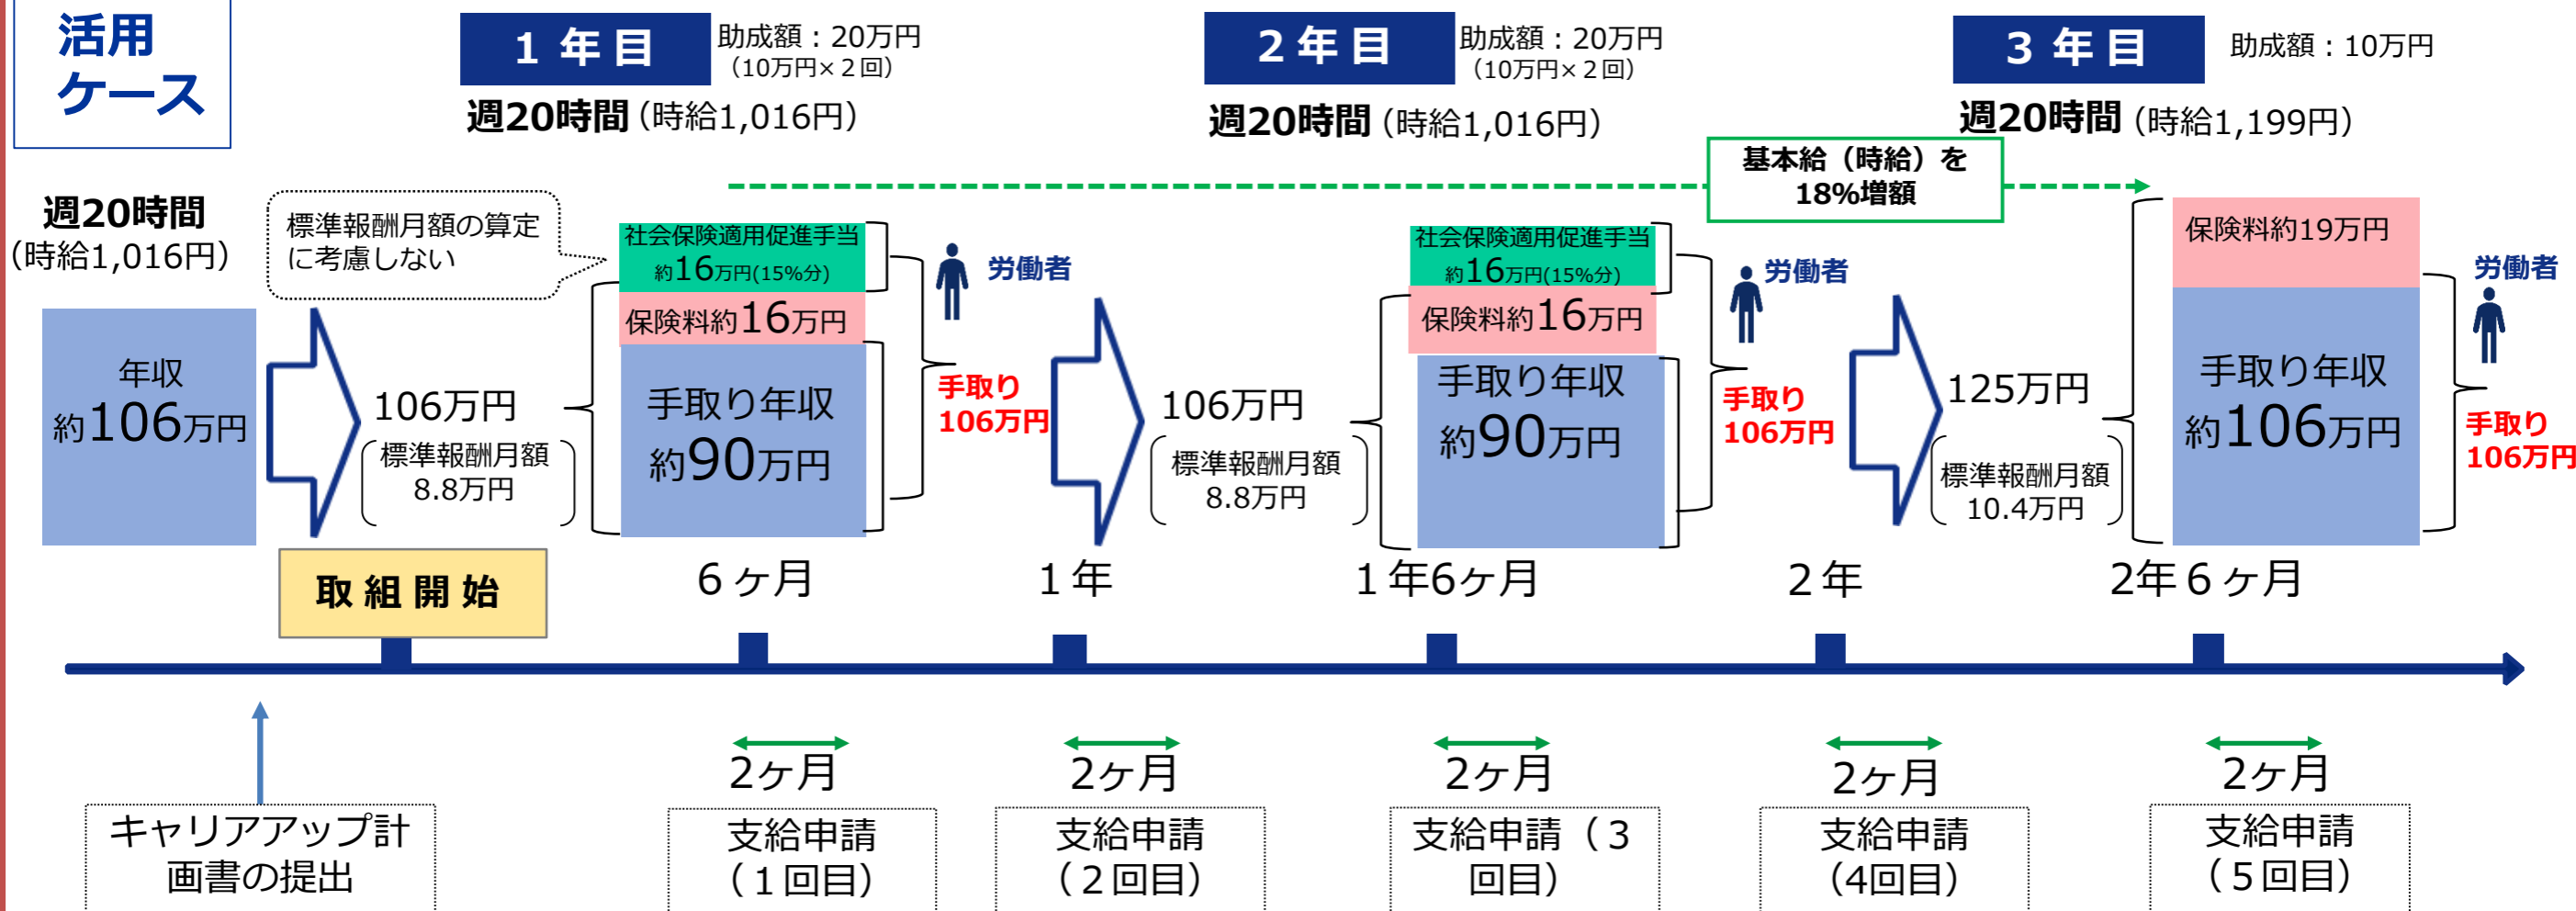 活用
ケース
1年目
助成額：20万円
（10万円×２回）
週20時間（時給1,016円）
2年目
助成額：20万円
（10万円×２回）
週20時間（時給1,016円）
3年目
助成額：10万円
週20時間（時給1,199円）
基本給（時給）を
18%増額
週20時間
（時給1,016円）
年収
約106万円
標準報酬月額の算定
に考慮しない
106万円
標準報酬月額
8.8万円
社会保険適用促進手当
約16万円(15%分)
保険料約16万円
手取り年収
約90万円
労働者
手取り
106万円
106万円
標準報酬月額
8.8万円
社会保険適用促進手当
約16万円(15%分)
保険料約16万円
手取り年収
約90万円
労働者
手取り
106万円
125万円
標準報酬月額
10.4万円
保険料約19万円
手取り年収
約106万円
労働者
手取り
106万円
取組開始
6ヶ月
1年
1年6ヶ月
2年
2年6ヶ月
キャリアアップ計
画書の提出
2ヶ月
支給申請
（１回目）
2ヶ月
支給申請
（２回目）
2ヶ月
支給申請（３
回目）
2ヶ月
支給申請
（4回目）
2ヶ月
支給申請
（５回目）